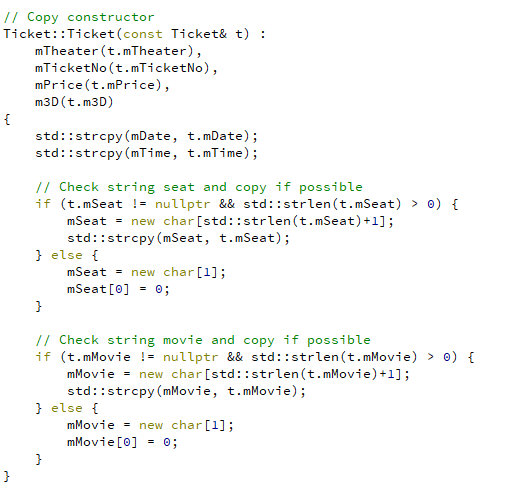 // Copy constructor
Ticket::Ticket(const Ticket& t) :
    mTheater(t.mTheater),
    mTicketNo(t.mTicketNo),
    mPrice(t.mPrice),
    m3D(t.m3D)
{
    std::strcpy(mDate, t.mDate);
    std::strcpy(mTime, t.mTime);

    // Check string seat and copy if possible
    if (t.mSeat != nullptr && std::strlen(t.mSeat) > 0) {
        mSeat = new char[std::strlen(t.mSeat)+1];
        std::strcpy(mSeat, t.mSeat);
    } else {
        mSeat = new char[1];
        mSeat[0] = 0;
    }

    // Check string movie and copy if possible
    if (t.mMovie != nullptr && std::strlen(t.mMovie) > 0) {
        mMovie = new char[std::strlen(t.mMovie)+1];
        std::strcpy(mMovie, t.mMovie);
    } else {
        mMovie = new char[1];
        mMovie[0] = 0;
    }
}